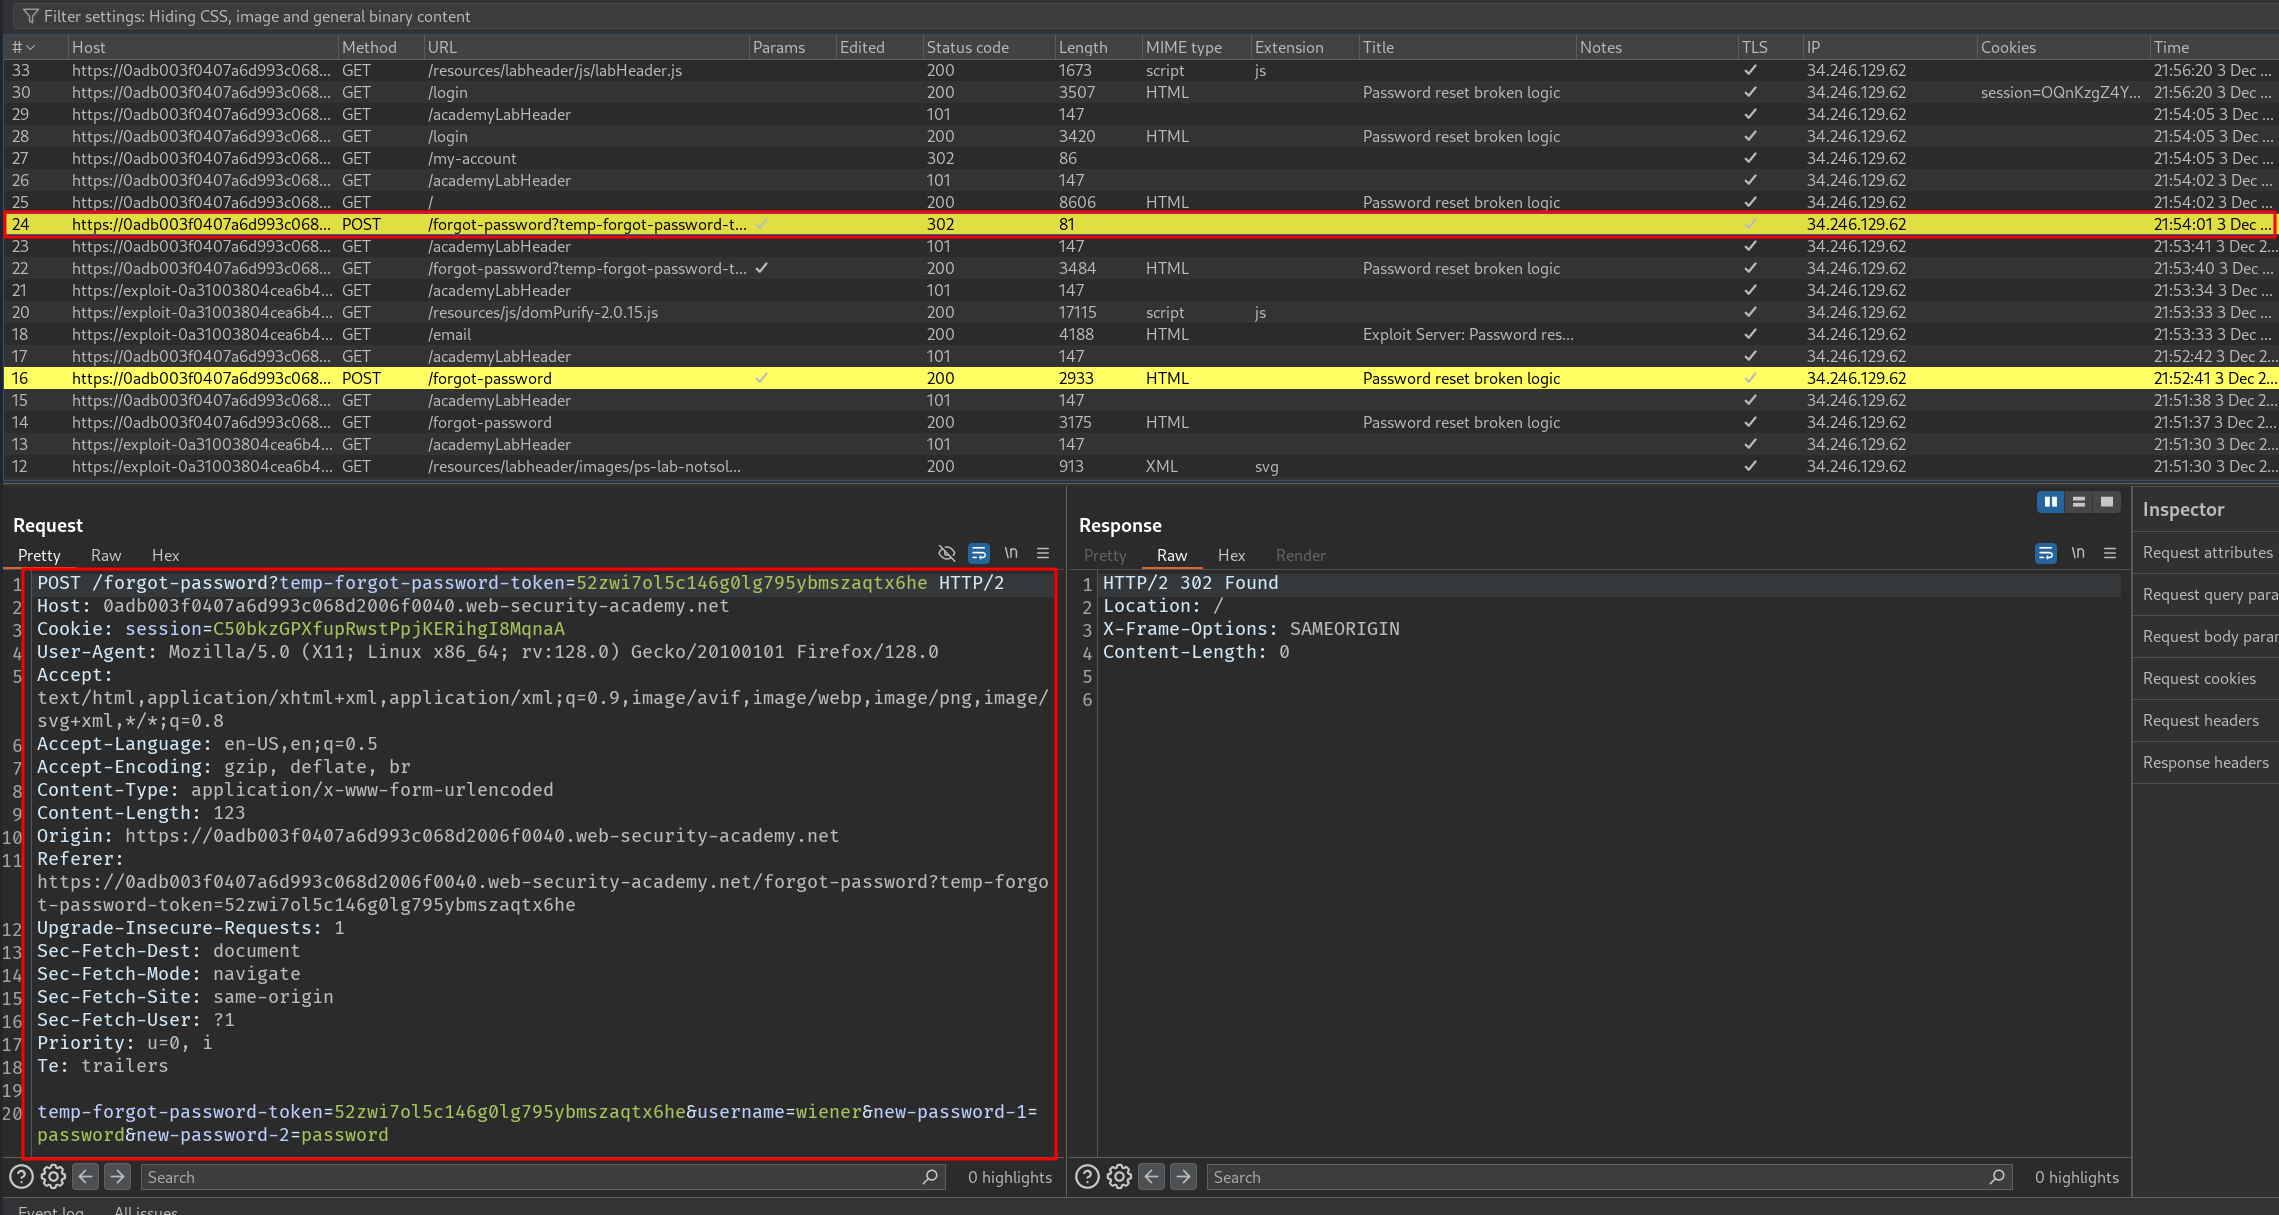 Filter settings: Hiding CSS, image and general binary content
# Host Method URL Params Edited Status code Length MIME type Extension Title Notes TLS IP Cookies Time
33 https://0adb003f0407a6d993c068... GET /resources/labheader/js/labHeader.js 200 1673 script js ✓ 34.246.129.62 21:56:20 3 Dec ...
30 https://0adb003f0407a6d993c068... GET /login 200 3507 HTML Password reset broken logic ✓ 34.246.129.62 session=OQnKzgZ4Y... 21:56:20 3 Dec ...
29 https://0adb003f0407a6d993c068... GET /academyLabHeader 101 147 ✓ 34.246.129.62 21:54:05 3 Dec ...
28 https://0adb003f0407a6d993c068... GET /login 200 3420 HTML Password reset broken logic ✓ 34.246.129.62 21:54:05 3 Dec ...
27 https://0adb003f0407a6d993c068... GET /my-account 302 86 ✓ 34.246.129.62 21:54:05 3 Dec ...
26 https://0adb003f0407a6d993c068... GET /academyLabHeader 101 147 ✓ 34.246.129.62 21:54:02 3 Dec ...
25 https://0adb003f0407a6d993c068... GET / 200 8606 HTML Password reset broken logic ✓ 34.246.129.62 21:54:02 3 Dec ...
24 https://0adb003f0407a6d993c068... POST /forgot-password?temp-forgot-password-t... ✓ 302 81 ✓ 34.246.129.62 21:54:01 3 Dec ...
23 https://0adb003f0407a6d993c068... GET /academyLabHeader 101 147 ✓ 34.246.129.62 21:53:41 3 Dec 2...
22 https://0adb003f0407a6d993c068... GET /forgot-password?temp-forgot-password-t... ✓ 200 3484 HTML Password reset broken logic ✓ 34.246.129.62 21:53:40 3 Dec ...
21 https://exploit-0a31003804cea6b4... GET /academyLabHeader 101 147 ✓ 34.246.129.62 21:53:34 3 Dec ...
20 https://exploit-0a31003804cea6b4... GET /resources/js/domPurify-2.0.15.js 200 17115 script js ✓ 34.246.129.62 21:53:33 3 Dec ...
18 https://exploit-0a31003804cea6b4... GET /email 200 4188 HTML Exploit Server: Password res... ✓ 34.246.129.62 21:53:33 3 Dec ...
17 https://0adb003f0407a6d993c068... GET /academyLabHeader 101 147 ✓ 34.246.129.62 21:52:42 3 Dec 2...
16 https://0adb003f0407a6d993c068... POST /forgot-password ✓ 200 2933 HTML Password reset broken logic ✓ 34.246.129.62 21:52:41 3 Dec 2...
15 https://0adb003f0407a6d993c068... GET /academyLabHeader 101 147 ✓ 34.246.129.62 21:51:38 3 Dec 2...
14 https://0adb003f0407a6d993c068... GET /forgot-password 200 3175 HTML Password reset broken logic ✓ 34.246.129.62 21:51:37 3 Dec 2...
13 https://exploit-0a31003804cea6b4... GET /academyLabHeader 101 147 ✓ 34.246.129.62 21:51:30 3 Dec 2...
12 https://exploit-0a31003804cea6b4... GET /resources/labheader/images/ps-lab-notsol... 200 913 XML svg ✓ 34.246.129.62 21:51:30 3 Dec 2...
Request
Pretty Raw Hex \n
1 POST /forgot-password?temp-forgot-password-token=52zwi7ol5c146g0lg795ybmszaqtx6he HTTP/2
2 Host: 0adb003f0407a6d993c068d2006f0040.web-security-academy.net
3 Cookie: session=C50bkzGPXfupRwstPpjKERihgI8MqnaA
4 User-Agent: Mozilla/5.0 (X11; Linux x86_64; rv:128.0) Gecko/20100101 Firefox/128.0
5 Accept:
text/html,application/xhtml+xml,application/xml;q=0.9,image/avif,image/webp,image/png,image/
svg+xml,*/*;q=0.8
6 Accept-Language: en-US,en;q=0.5
7 Accept-Encoding: gzip, deflate, br
8 Content-Type: application/x-www-form-urlencoded
9 Content-Length: 123
10 Origin: https://0adb003f0407a6d993c068d2006f0040.web-security-academy.net
11 Referer:
https://0adb003f0407a6d993c068d2006f0040.web-security-academy.net/forgot-password?temp-forgo
t-password-token=52zwi7ol5c146g0lg795ybmszaqtx6he
12 Upgrade-Insecure-Requests: 1
13 Sec-Fetch-Dest: document
14 Sec-Fetch-Mode: navigate
15 Sec-Fetch-Site: same-origin
16 Sec-Fetch-User: ?1
17 Priority: u=0, i
18 Te: trailers
19
20 temp-forgot-password-token=52zwi7ol5c146g0lg795ybmszaqtx6he&username=wiener&new-password-1=
password&new-password-2=password
Search 0 highlights
Response
Pretty Raw Hex Render \n
1 HTTP/2 302 Found
2 Location: /
3 X-Frame-Options: SAMEORIGIN
4 Content-Length: 0
5
6
Search 0 highlights
Inspector
Request attributes
Request query para
Request body paran
Request cookies
Request headers
Response headers
Event log All issues